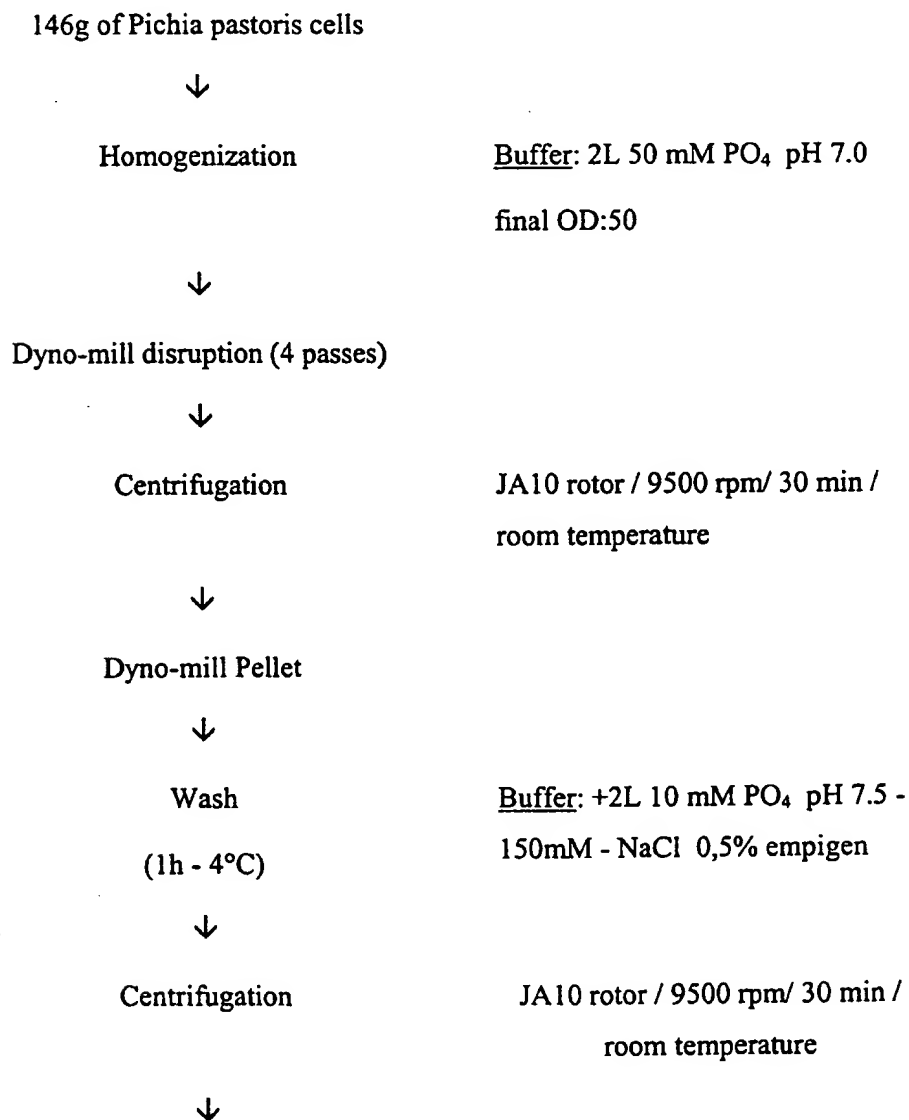 146g of Pichia pastoris cells
↓
Homogenization Buffer: 2L 50 mM PO₄ pH 7.0
final OD:50
↓
Dyno-mill disruption (4 passes)
↓
Centrifugation JA10 rotor / 9500 rpm/ 30 min /
room temperature
↓
Dyno-mill Pellet
↓
Wash Buffer: +2L 10 mM PO₄ pH 7.5 -
(1h - 4°C) 150mM - NaCl 0,5% empigen
↓
Centrifugation JA10 rotor / 9500 rpm/ 30 min /
room temperature
↓